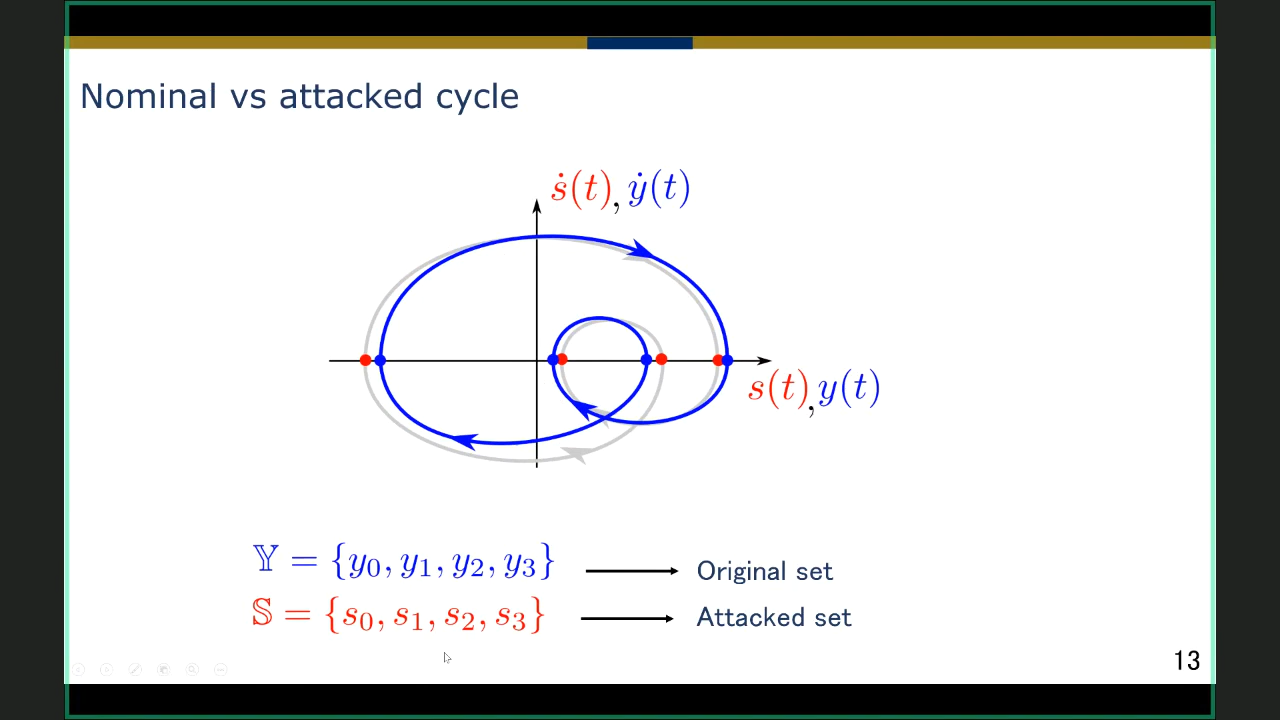 Nominal vs attacked cycle
ṡ(t), ẏ(t)
s(t), y(t)
𝕐 = {y₀, y₁, y₂, y₃} Original set
𝕊 = {s₀, s₁, s₂, s₃} Attacked set
13